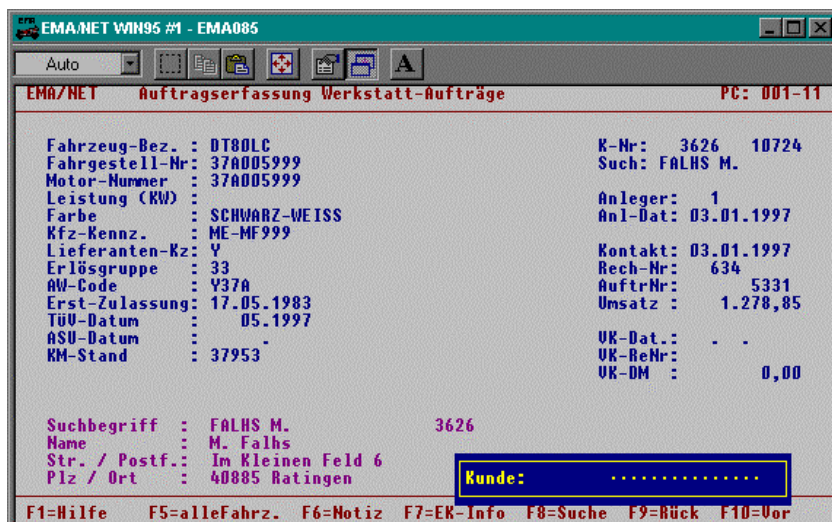 EMA/NET WIN95 #1 - EMA085
Auto
A
EMA/NET Auftragserfassung Werkstatt-Aufträge PC: 001-11
Fahrzeug-Bez. : DT80LC K-Nr: 3626 10724
Fahrgestell-Nr: 37A005999 Such: FALHS M.
Motor-Nummer : 37A005999
Leistung (KW) : Anleger: 1
Farbe : SCHWARZ-WEISS Anl-Dat: 03.01.1997
Kfz-Kennz. : ME-MF999
Lieferanten-Kz: Y Kontakt: 03.01.1997
Erlösgruppe : 33 Rech-Nr: 634
AW-Code : Y37A AuftrNr: 5331
Erst-Zulassung: 17.05.1983 Umsatz : 1.278,85
TüV-Datum : 05.1997
ASU-Datum : . VK-Dat.: . .
KM-Stand : 37953 VK-ReNr:
VK-DM : 0,00
Suchbegriff : FALHS M. 3626
Name : M. Falhs
Str. / Postf.: Im Kleinen Feld 6
Plz / Ort : 40885 Ratingen
Kunde: ...............
F1=Hilfe F5=alleFahrz. F6=Notiz F7=EK-Info F8=Suche F9=Rück F10=Vor